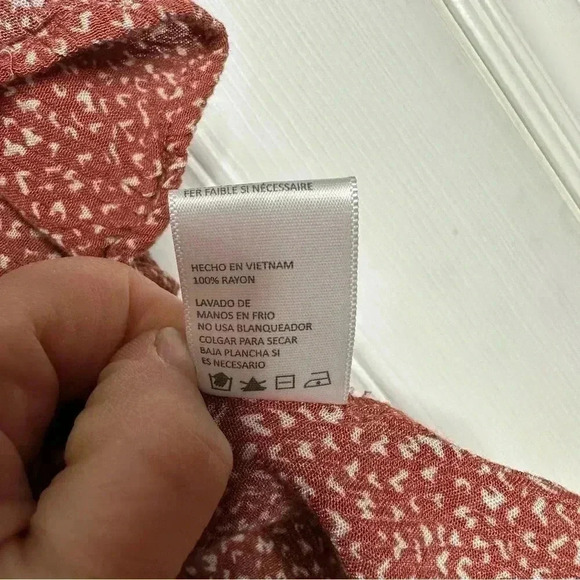 FER FAIBLE SI NÉCESSAIRE
HECHO EN VIETNAM
100% RAYON
LAVADO DE
MANOS EN FRIO
NO USA BLANQUEADOR
COLGAR PARA SECAR
BAJA PLANCHA SI
ES NECESARIO